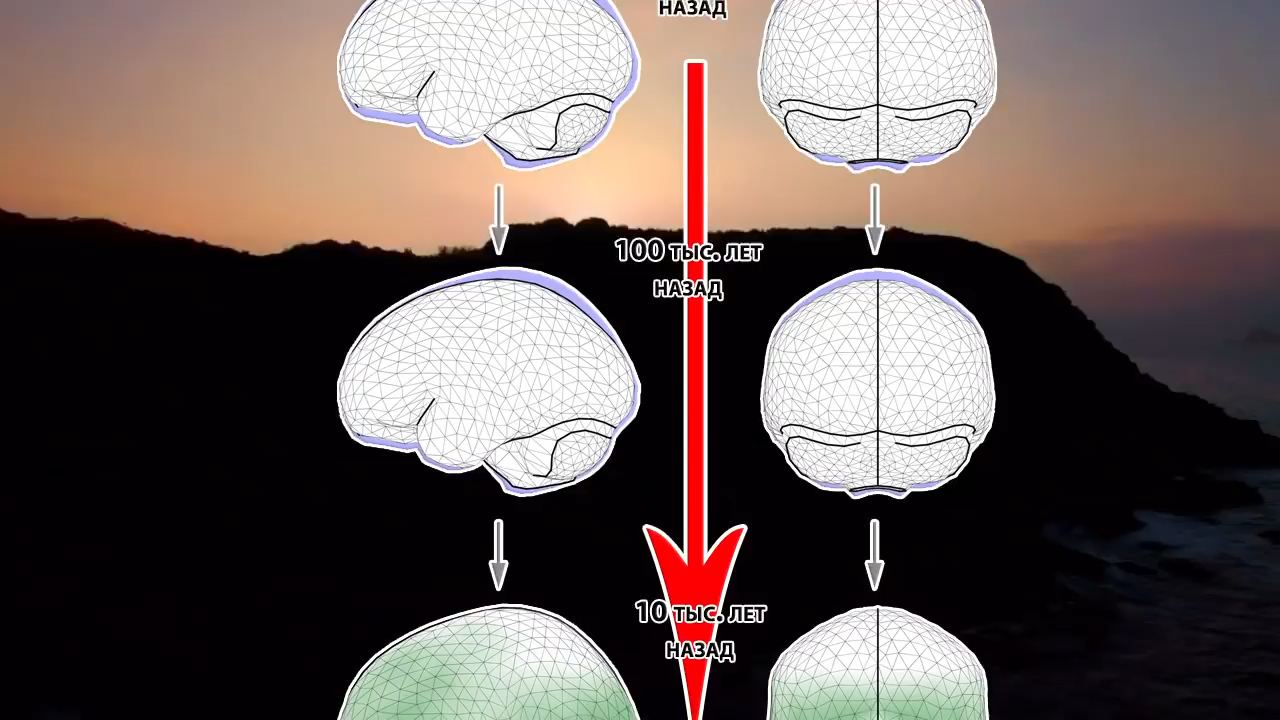 НАЗАД
100 тыс. лет
назад
10 тыс. лет
назад